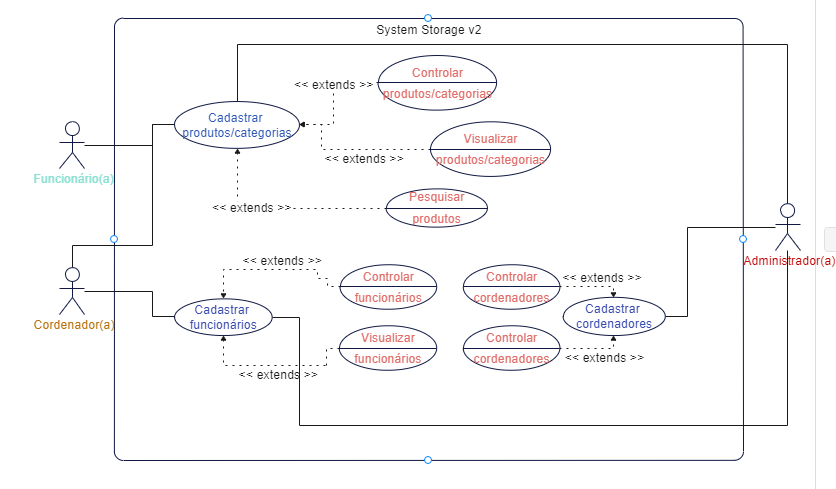 System Storage v2
Controlar
produtos/categorias
<< extends >>
Cadastrar
produtos/categorias
Visualizar
produtos/categorias
<< extends >>
Funcionário(a)
Pesquisar
produtos
<< extends >>
Administrador(a)
<< extends >>
Controlar
funcionários
Controlar
cordenadores
<< extends >>
Cordenador(a)
Cadastrar
funcionários
Cadastrar
cordenadores
Visualizar
funcionários
Controlar
cordenadores
<< extends >>
<< extends >>